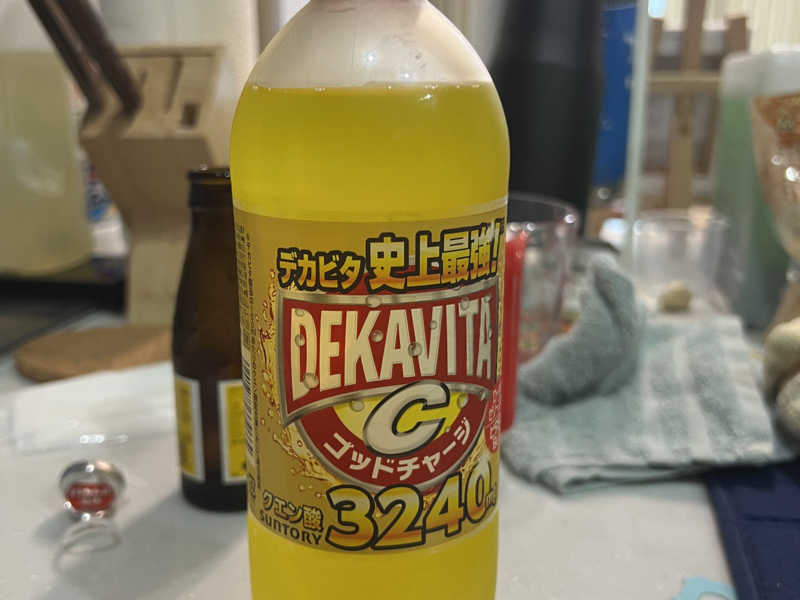 デカビタ 史上最強!
DEKAVITA
C
ゴッドチャージ
クエン酸 3240mg
SUNTORY